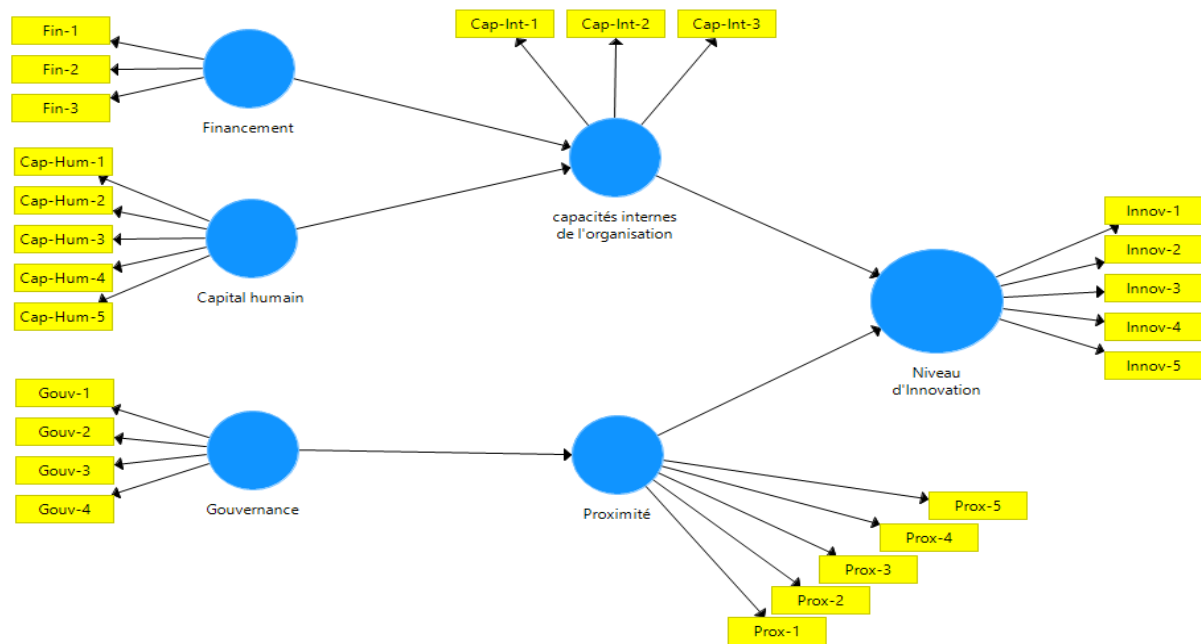 Fin-1
Fin-2
Fin-3
Financement
Cap-Int-1
Cap-Int-2
Cap-Int-3
capacités internes
de l'organisation
Cap-Hum-1
Cap-Hum-2
Cap-Hum-3
Cap-Hum-4
Cap-Hum-5
Capital humain
Innov-1
Innov-2
Innov-3
Innov-4
Innov-5
Niveau
d'Innovation
Gouv-1
Gouv-2
Gouv-3
Gouv-4
Gouvernance
Proximité
Prox-5
Prox-4
Prox-3
Prox-2
Prox-1